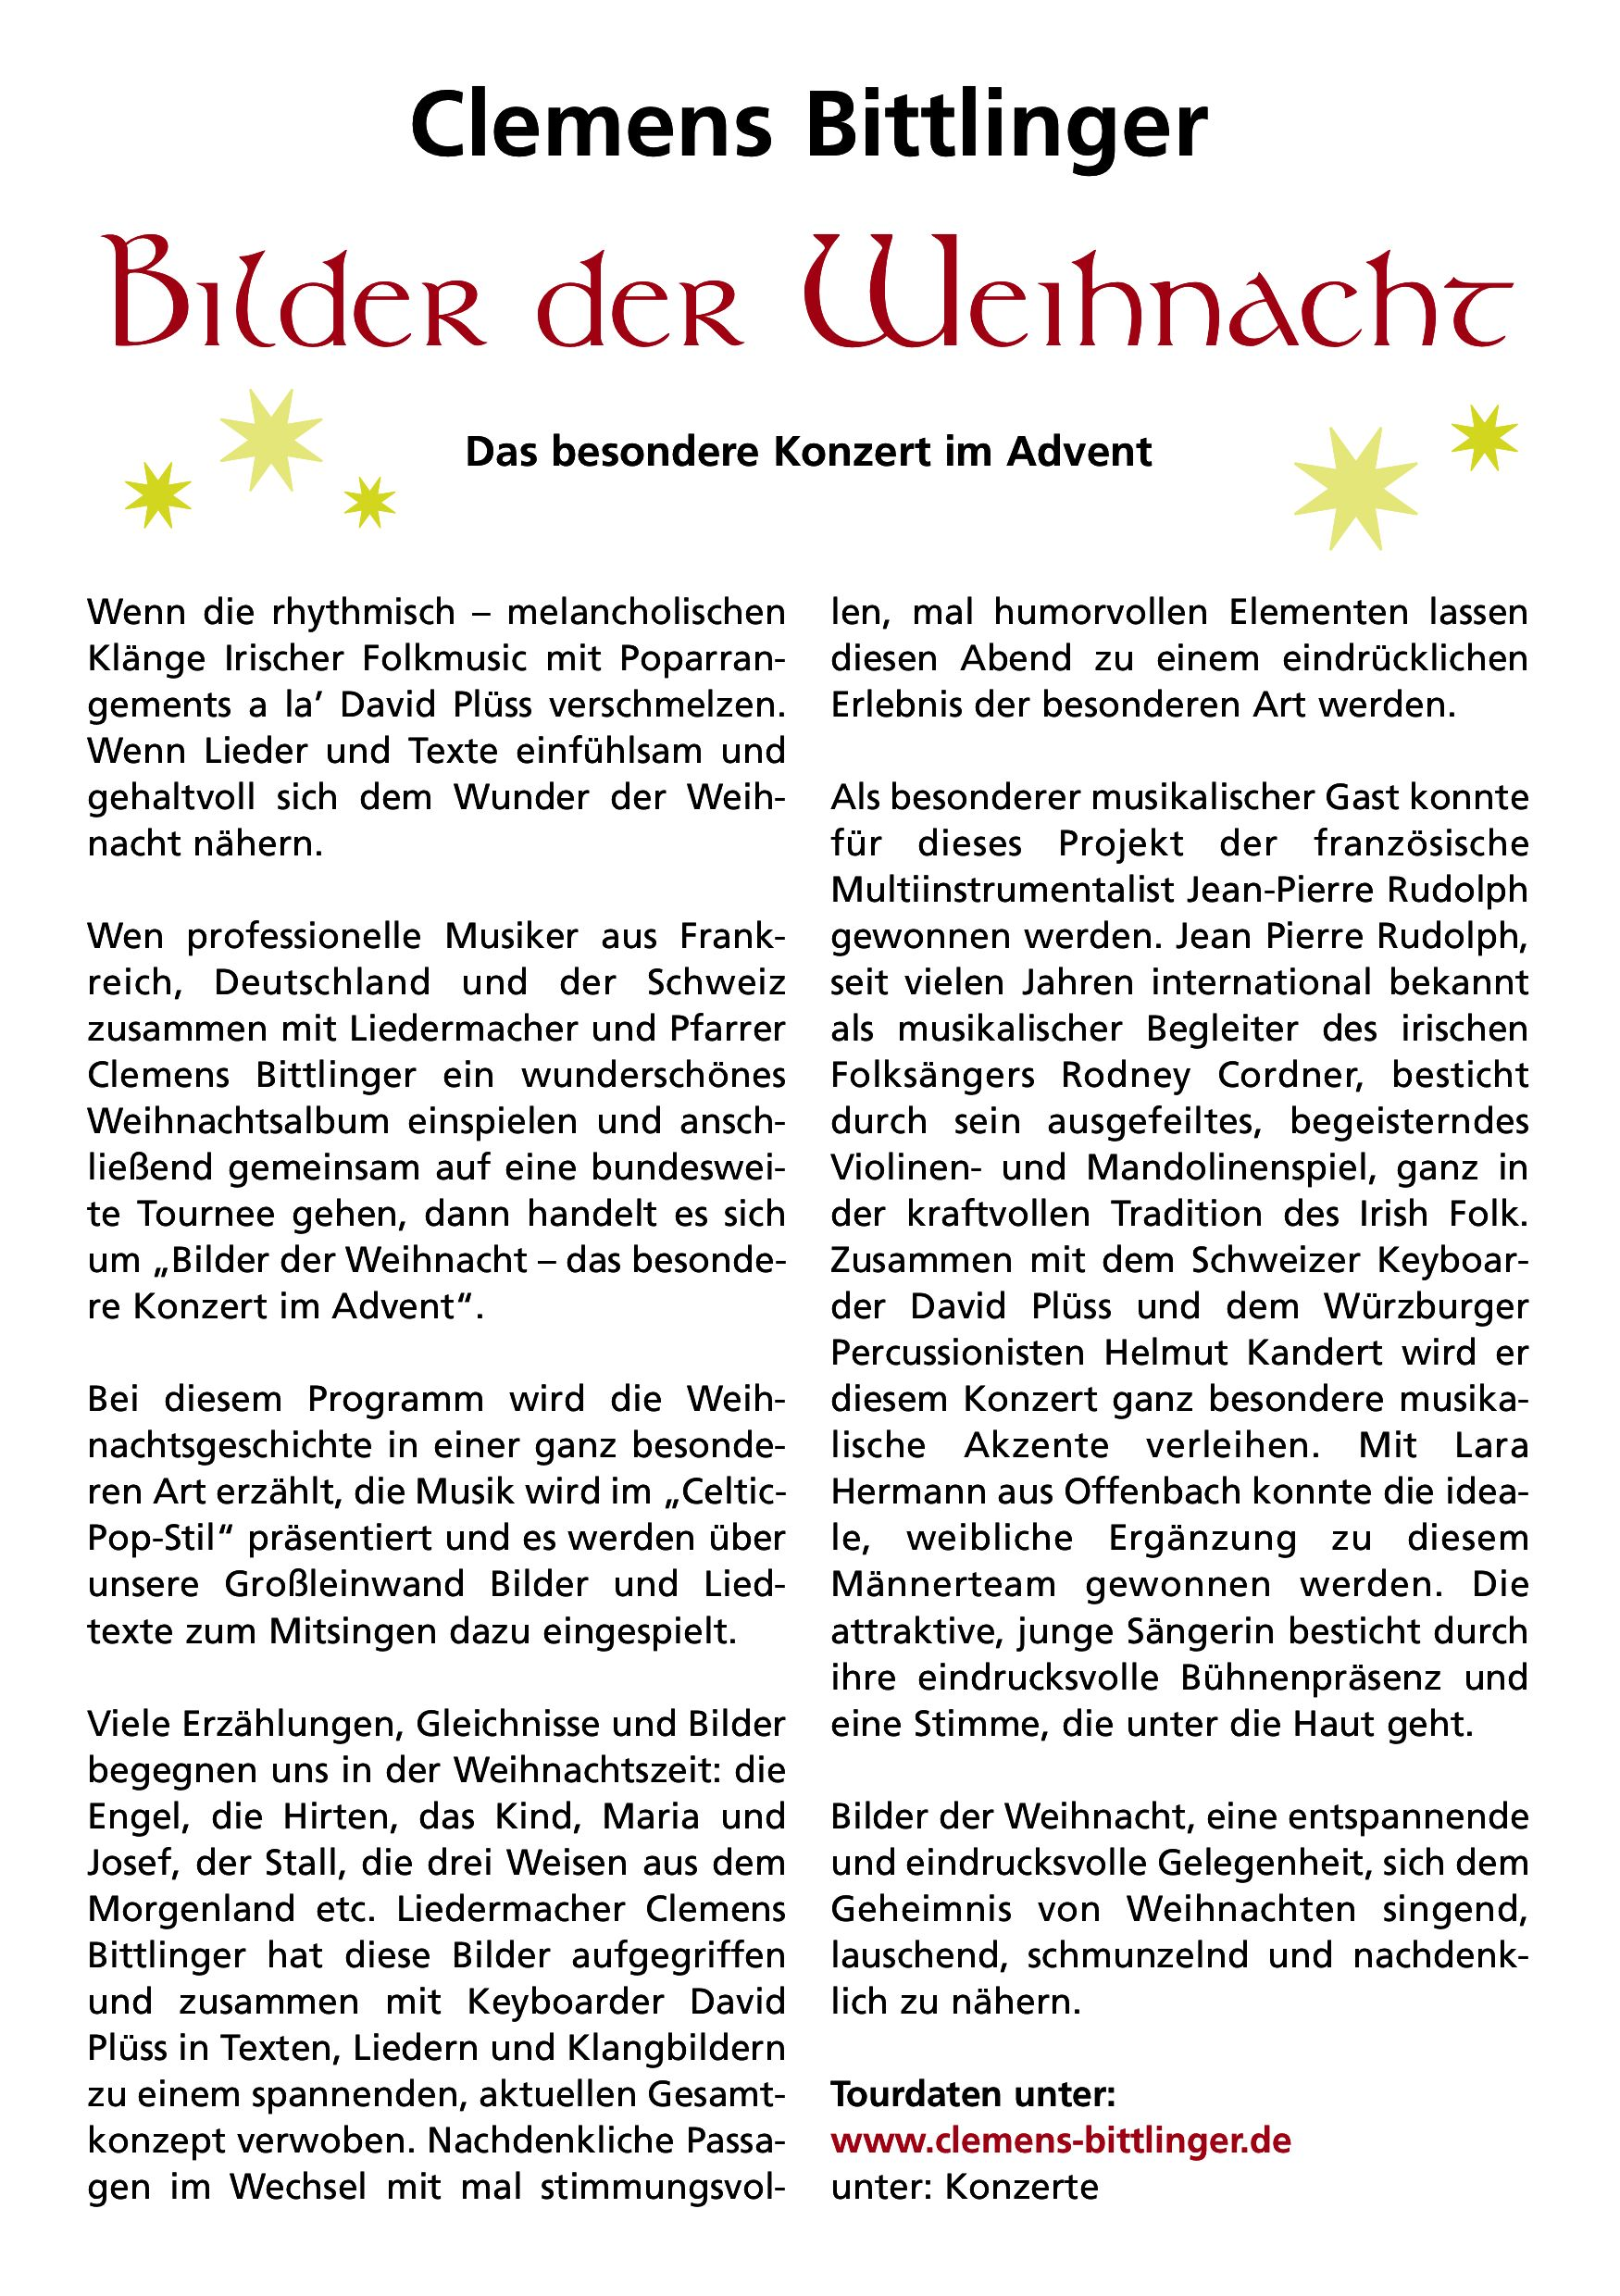 Clemens Bittlinger
Bilder der Weihnacht
Das besondere Konzert im Advent
Wenn die rhythmisch – melancholischen
Klänge Irischer Folkmusic mit Poparran-
gements a la’ David Plüss verschmelzen.
Wenn Lieder und Texte einfühlsam und
gehaltvoll sich dem Wunder der Weih-
nacht nähern.
Wen professionelle Musiker aus Frank-
reich, Deutschland und der Schweiz
zusammen mit Liedermacher und Pfarrer
Clemens Bittlinger ein wunderschönes
Weihnachtsalbum einspielen und ansch-
ließend gemeinsam auf eine bundeswei-
te Tournee gehen, dann handelt es sich
um „Bilder der Weihnacht – das besonde-
re Konzert im Advent“.
Bei diesem Programm wird die Weih-
nachtsgeschichte in einer ganz besonde-
ren Art erzählt, die Musik wird im „Celtic-
Pop-Stil“ präsentiert und es werden über
unsere Großleinwand Bilder und Lied-
texte zum Mitsingen dazu eingespielt.
Viele Erzählungen, Gleichnisse und Bilder
begegnen uns in der Weihnachtszeit: die
Engel, die Hirten, das Kind, Maria und
Josef, der Stall, die drei Weisen aus dem
Morgenland etc. Liedermacher Clemens
Bittlinger hat diese Bilder aufgegriffen
und zusammen mit Keyboarder David
Plüss in Texten, Liedern und Klangbildern
zu einem spannenden, aktuellen Gesamt-
konzept verwoben. Nachdenkliche Passa-
gen im Wechsel mit mal stimmungsvol-
len, mal humorvollen Elementen lassen
diesen Abend zu einem eindrücklichen
Erlebnis der besonderen Art werden.
Als besonderer musikalischer Gast konnte
für dieses Projekt der französische
Multiinstrumentalist Jean-Pierre Rudolph
gewonnen werden. Jean Pierre Rudolph,
seit vielen Jahren international bekannt
als musikalischer Begleiter des irischen
Folksängers Rodney Cordner, besticht
durch sein ausgefeiltes, begeisterndes
Violinen- und Mandolinenspiel, ganz in
der kraftvollen Tradition des Irish Folk.
Zusammen mit dem Schweizer Keyboar-
der David Plüss und dem Würzburger
Percussionisten Helmut Kandert wird er
diesem Konzert ganz besondere musika-
lische Akzente verleihen. Mit Lara
Hermann aus Offenbach konnte die idea-
le, weibliche Ergänzung zu diesem
Männerteam gewonnen werden. Die
attraktive, junge Sängerin besticht durch
ihre eindrucksvolle Bühnenpräsenz und
eine Stimme, die unter die Haut geht.
Bilder der Weihnacht, eine entspannende
und eindrucksvolle Gelegenheit, sich dem
Geheimnis von Weihnachten singend,
lauschend, schmunzelnd und nachdenk-
lich zu nähern.
Tourdaten unter:
www.clemens-bittlinger.de
unter: Konzerte